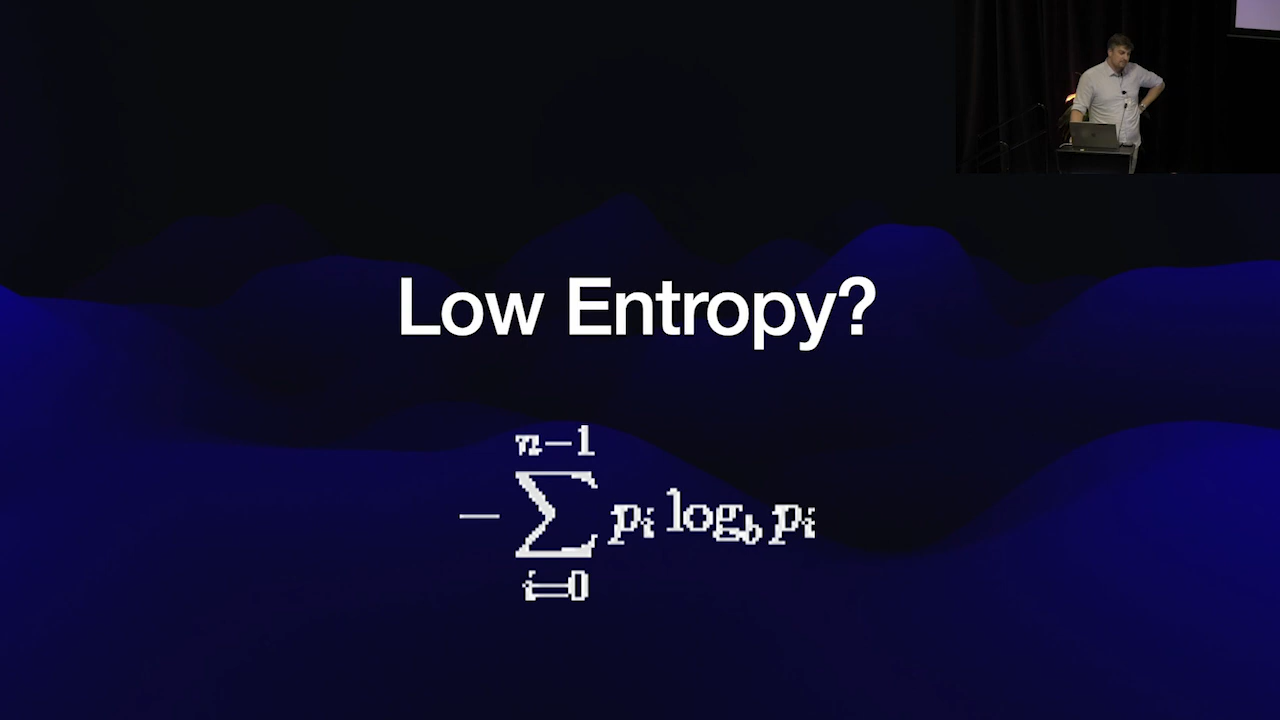 Low Entropy?
n-1
− ∑ pᵢ log_b pᵢ
i=0